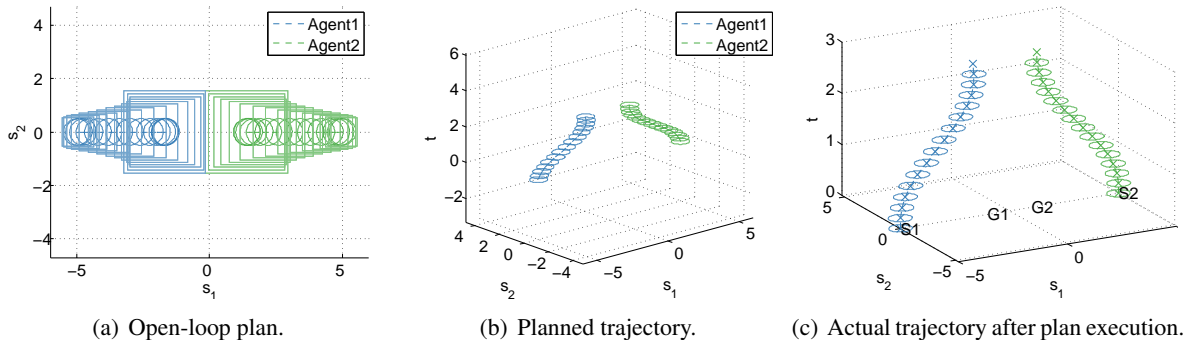 4
2
0
−2
−4
s2
−5
0
5
s1
Agent1
Agent2
(a) Open-loop plan.
6
4
2
0
−2
t
4
2
0
−2
−4
s2
−5
0
5
s1
Agent1
Agent2
(b) Planned trajectory.
3
2
1
0
t
5
0
−5
s2
−5
0
s1
S1
G1
G2
S2
(c) Actual trajectory after plan execution.